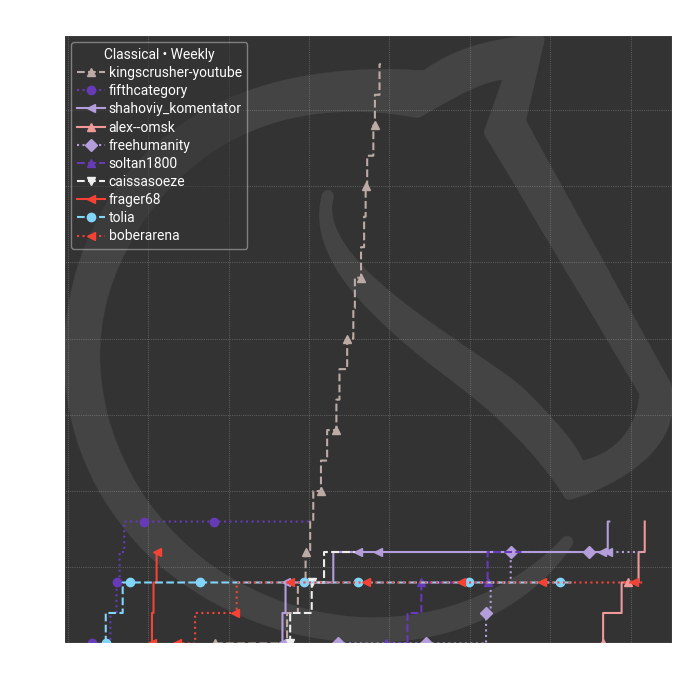 Classical • Weekly
kingscrusher-youtube
fifthcategory
shahoviy_komentator
alex--omsk
freehumanity
soltan1800
caissasoeze
frager68
tolia
boberarena